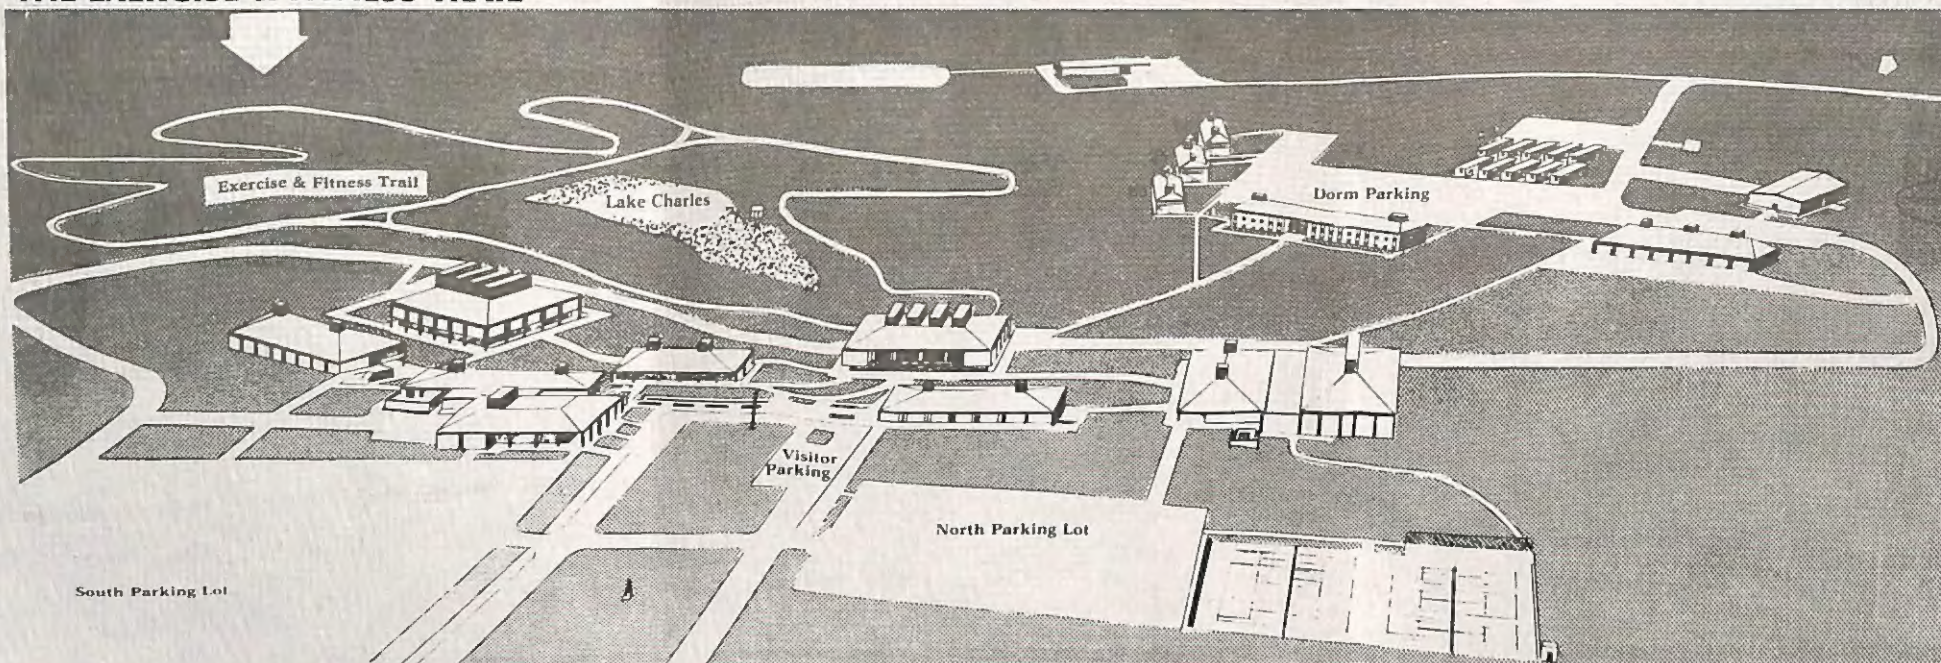 Exercise & Fitness Trail
Lake Charles
Dorm Parking
Visitor
Parking
North Parking Lot
South Parking Lot